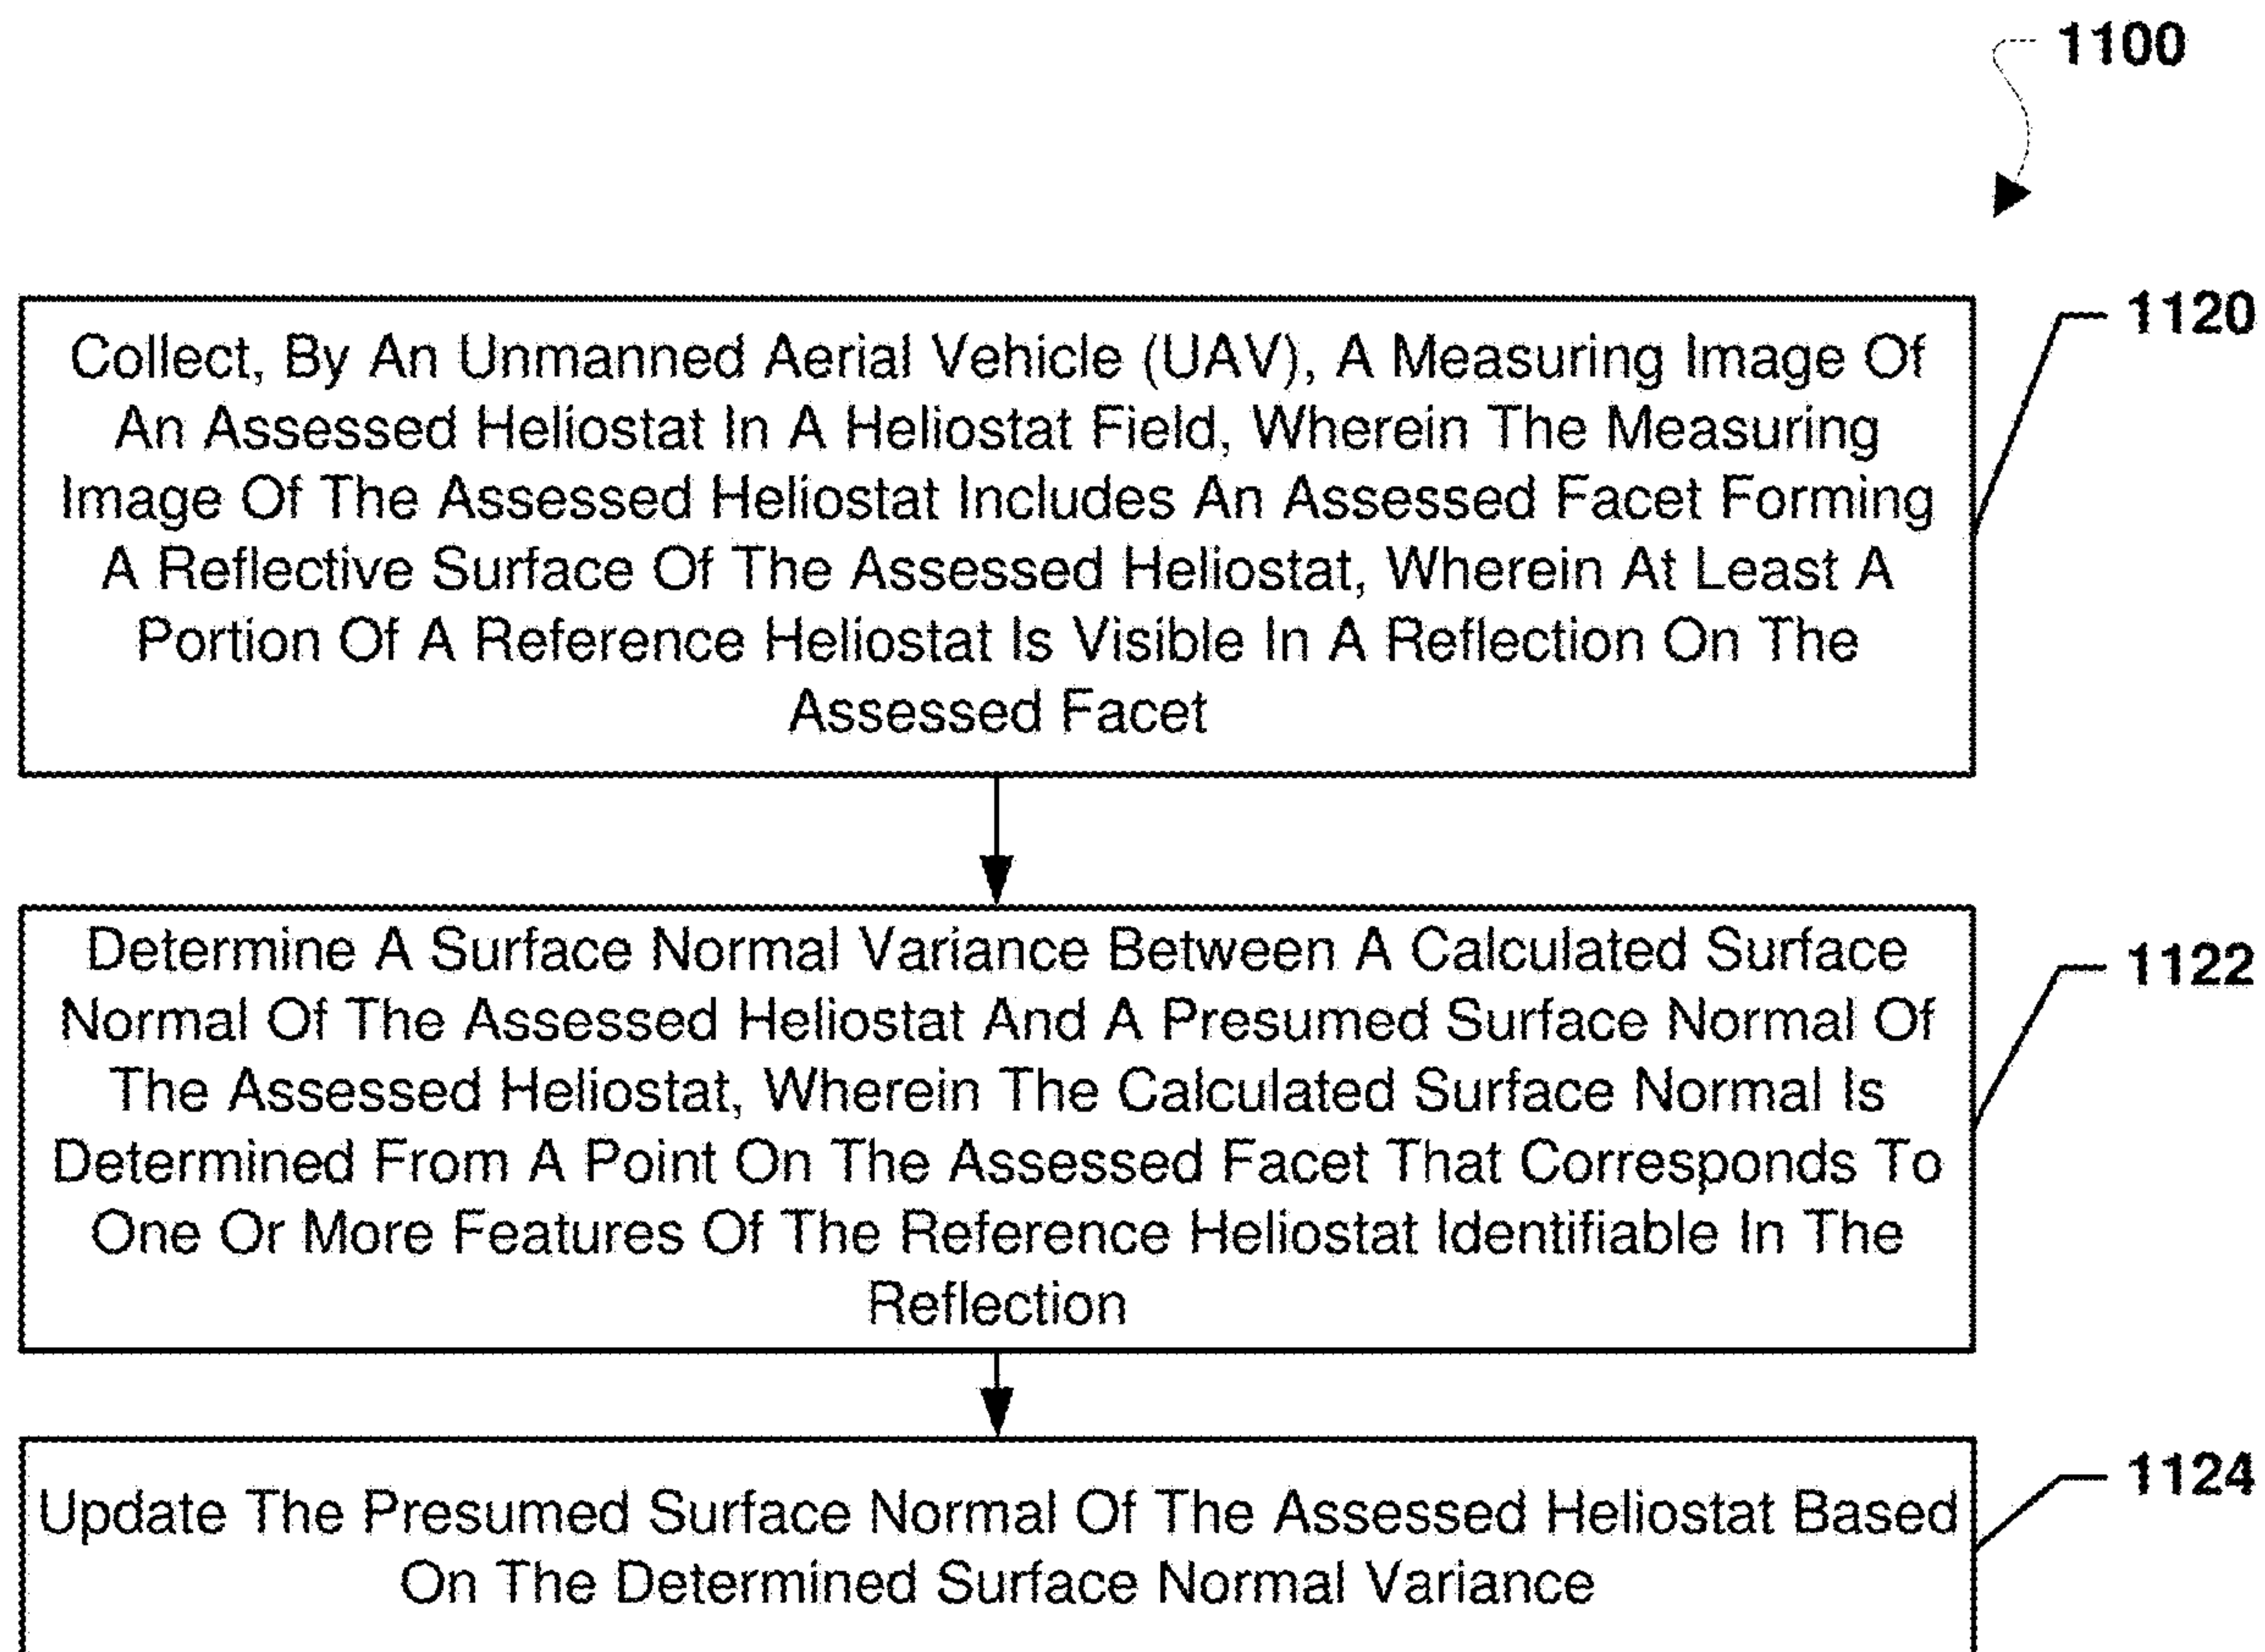 1100
1120
Collect, By An Unmanned Aerial Vehicle (UAV), A Measuring Image Of
An Assessed Heliostat In A Heliostat Field, Wherein The Measuring
Image Of The Assessed Heliostat Includes An Assessed Facet Forming
A Reflective Surface Of The Assessed Heliostat, Wherein At Least A
Portion Of A Reference Heliostat Is Visible In A Reflection On The
Assessed Facet
1122
Determine A Surface Normal Variance Between A Calculated Surface
Normal Of The Assessed Heliostat And A Presumed Surface Normal Of
The Assessed Heliostat, Wherein The Calculated Surface Normal Is
Determined From A Point On The Assessed Facet That Corresponds To
One Or More Features Of The Reference Heliostat Identifiable In The
Reflection
1124
Update The Presumed Surface Normal Of The Assessed Heliostat Based
On The Determined Surface Normal Variance